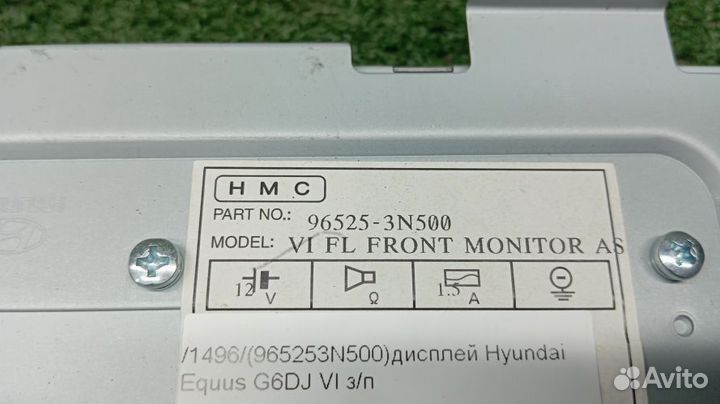 HMC
PART NO.: 96525-3N500
MODEL: VI FL FRONT MONITOR AS
12 V Ω 1.5 A
/1496/(965253N500)дисплей Hyundai
Equus G6DJ VI з/п
Avito